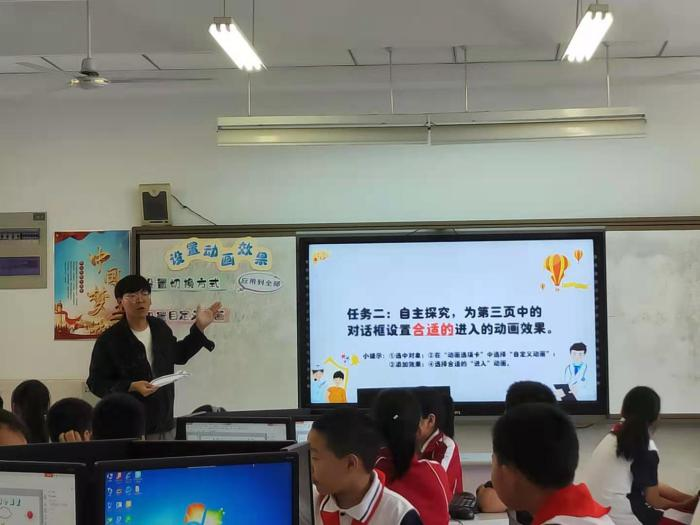 设置动画效果
设置切换方式
应用到全部
中国梦
任务二：自主探究，为第三页中的
对话框设置合适的进入的动画效果。
小提示：①选中对象；②在“动画选项卡”中选择“自定义动画”；
③添加效果；④选择合适的“进入”动画。